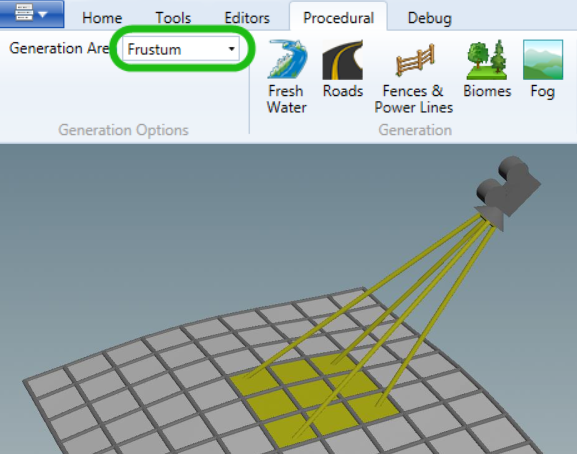 Home Tools Editors Procedural Debug
Generation Are Frustum
Fresh Water
Roads
Fences & Power Lines
Biomes
Fog
Generation Options
Generation